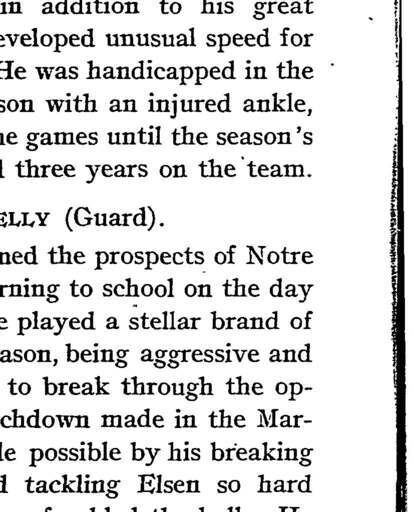 in addition to his great
eveloped unusual speed for
He was handicapped in the
son with an injured ankle,
ne games until the season's
l three years on the team.
ELLY (Guard).
ned the prospects of Notre
rning to school on the day
e played a stellar brand of
ason, being aggressive and
to break through the op-
chdown made in the Mar-
le possible by his breaking
d tackling Elsen so hard
the ball. H